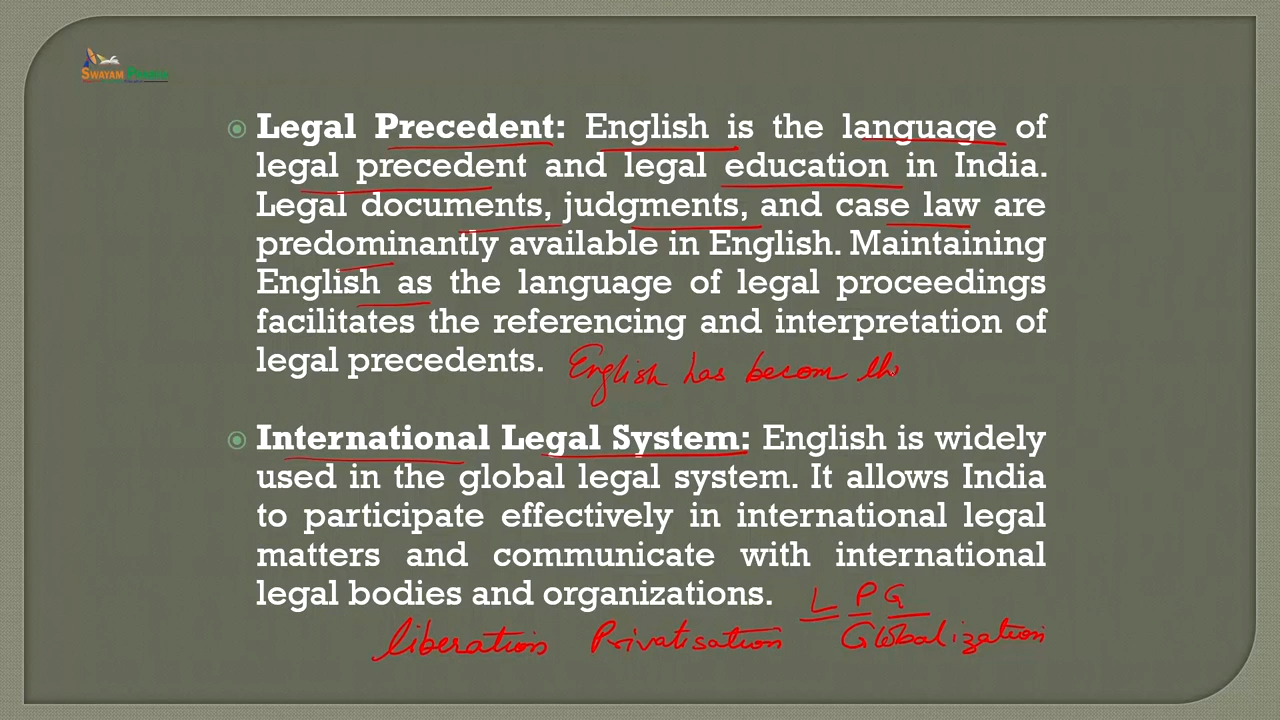 SWAYAM PRABHA
Legal Precedent: English is the language of
legal precedent and legal education in India.
Legal documents, judgments, and case law are
predominantly available in English. Maintaining
English as the language of legal proceedings
facilitates the referencing and interpretation of
legal precedents.
English has becom the
International Legal System: English is widely
used in the global legal system. It allows India
to participate effectively in international legal
matters and communicate with international
legal bodies and organizations.
L P G
liberation Privatisation Globalization